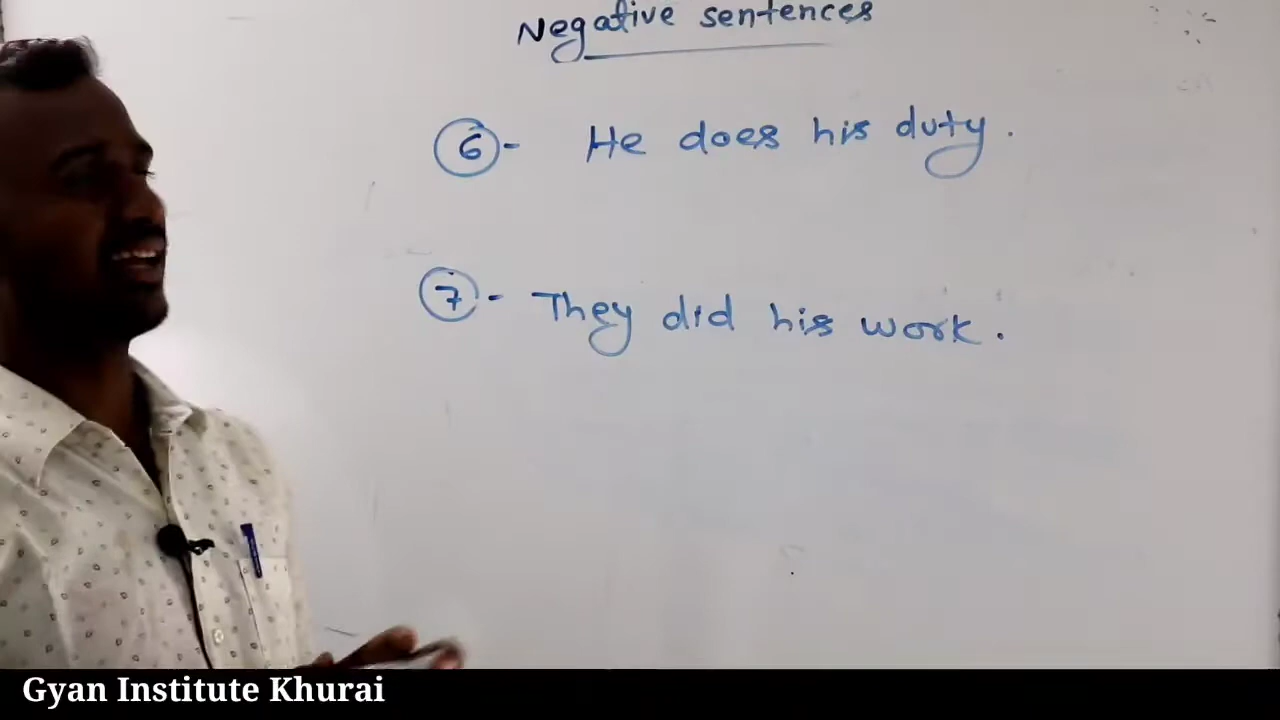 Negative sentences
6 - He does his duty.
7 - They did his work.
Gyan Institute Khurai